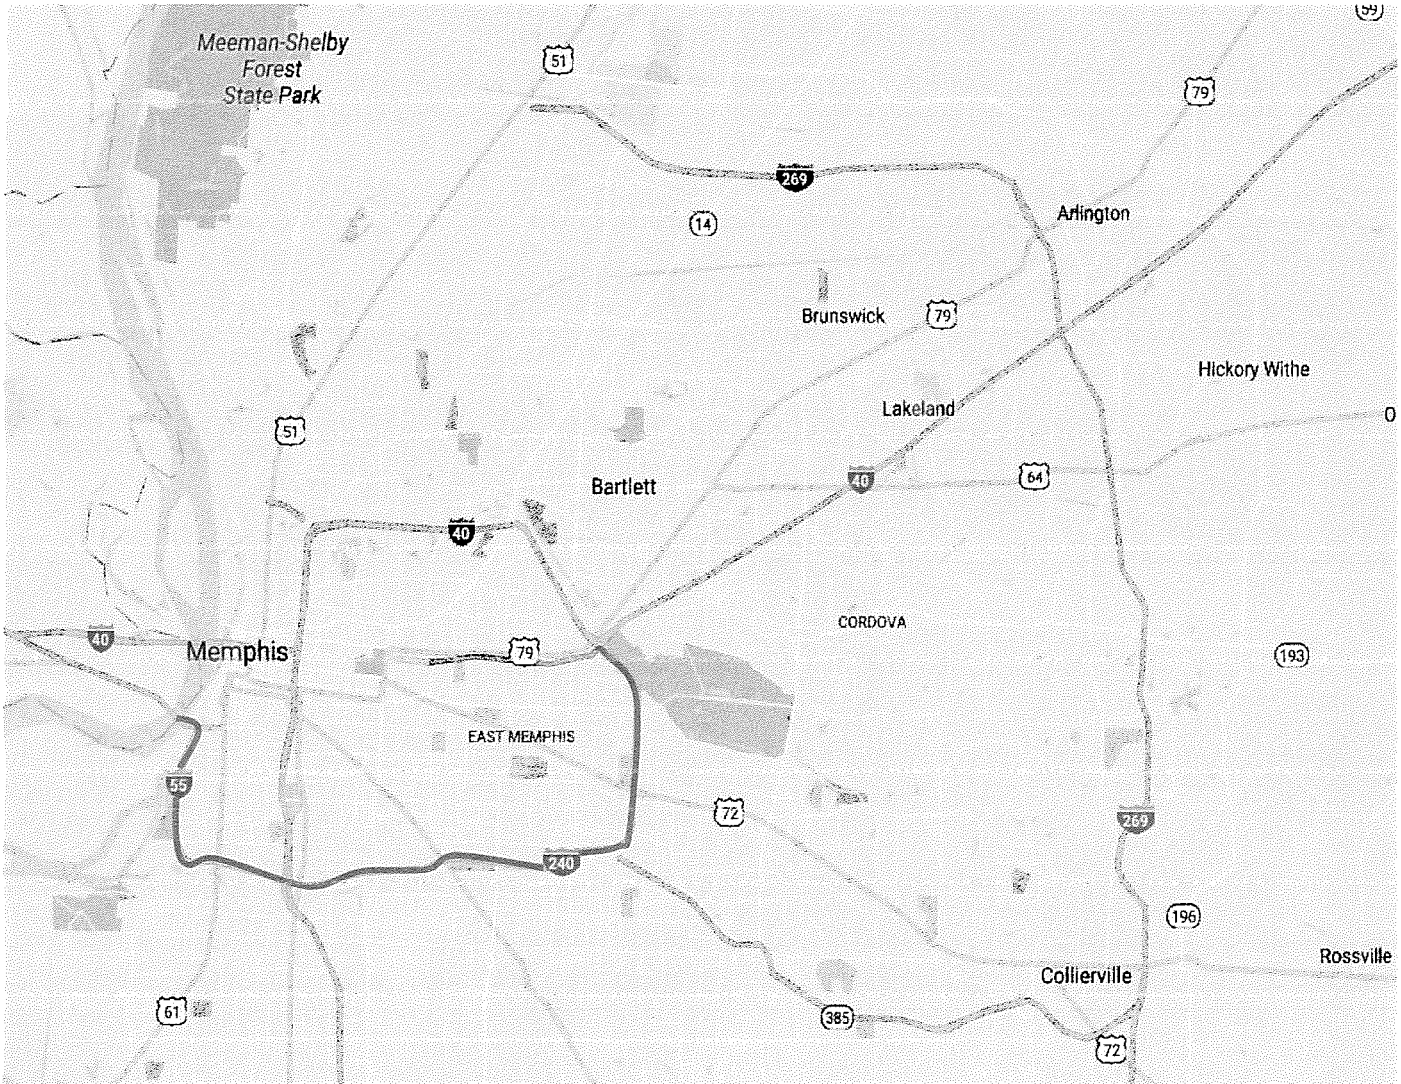 59
Meeman-Shelby
Forest
State Park
51
79
269
14
Arlington
Brunswick
79
Hickory Withe
Lakeland
51
O
64
40
Bartlett
40
CORDOVA
40
Memphis
79
193
EAST MEMPHIS
55
72
269
240
196
Rossville
Collierville
61
385
72